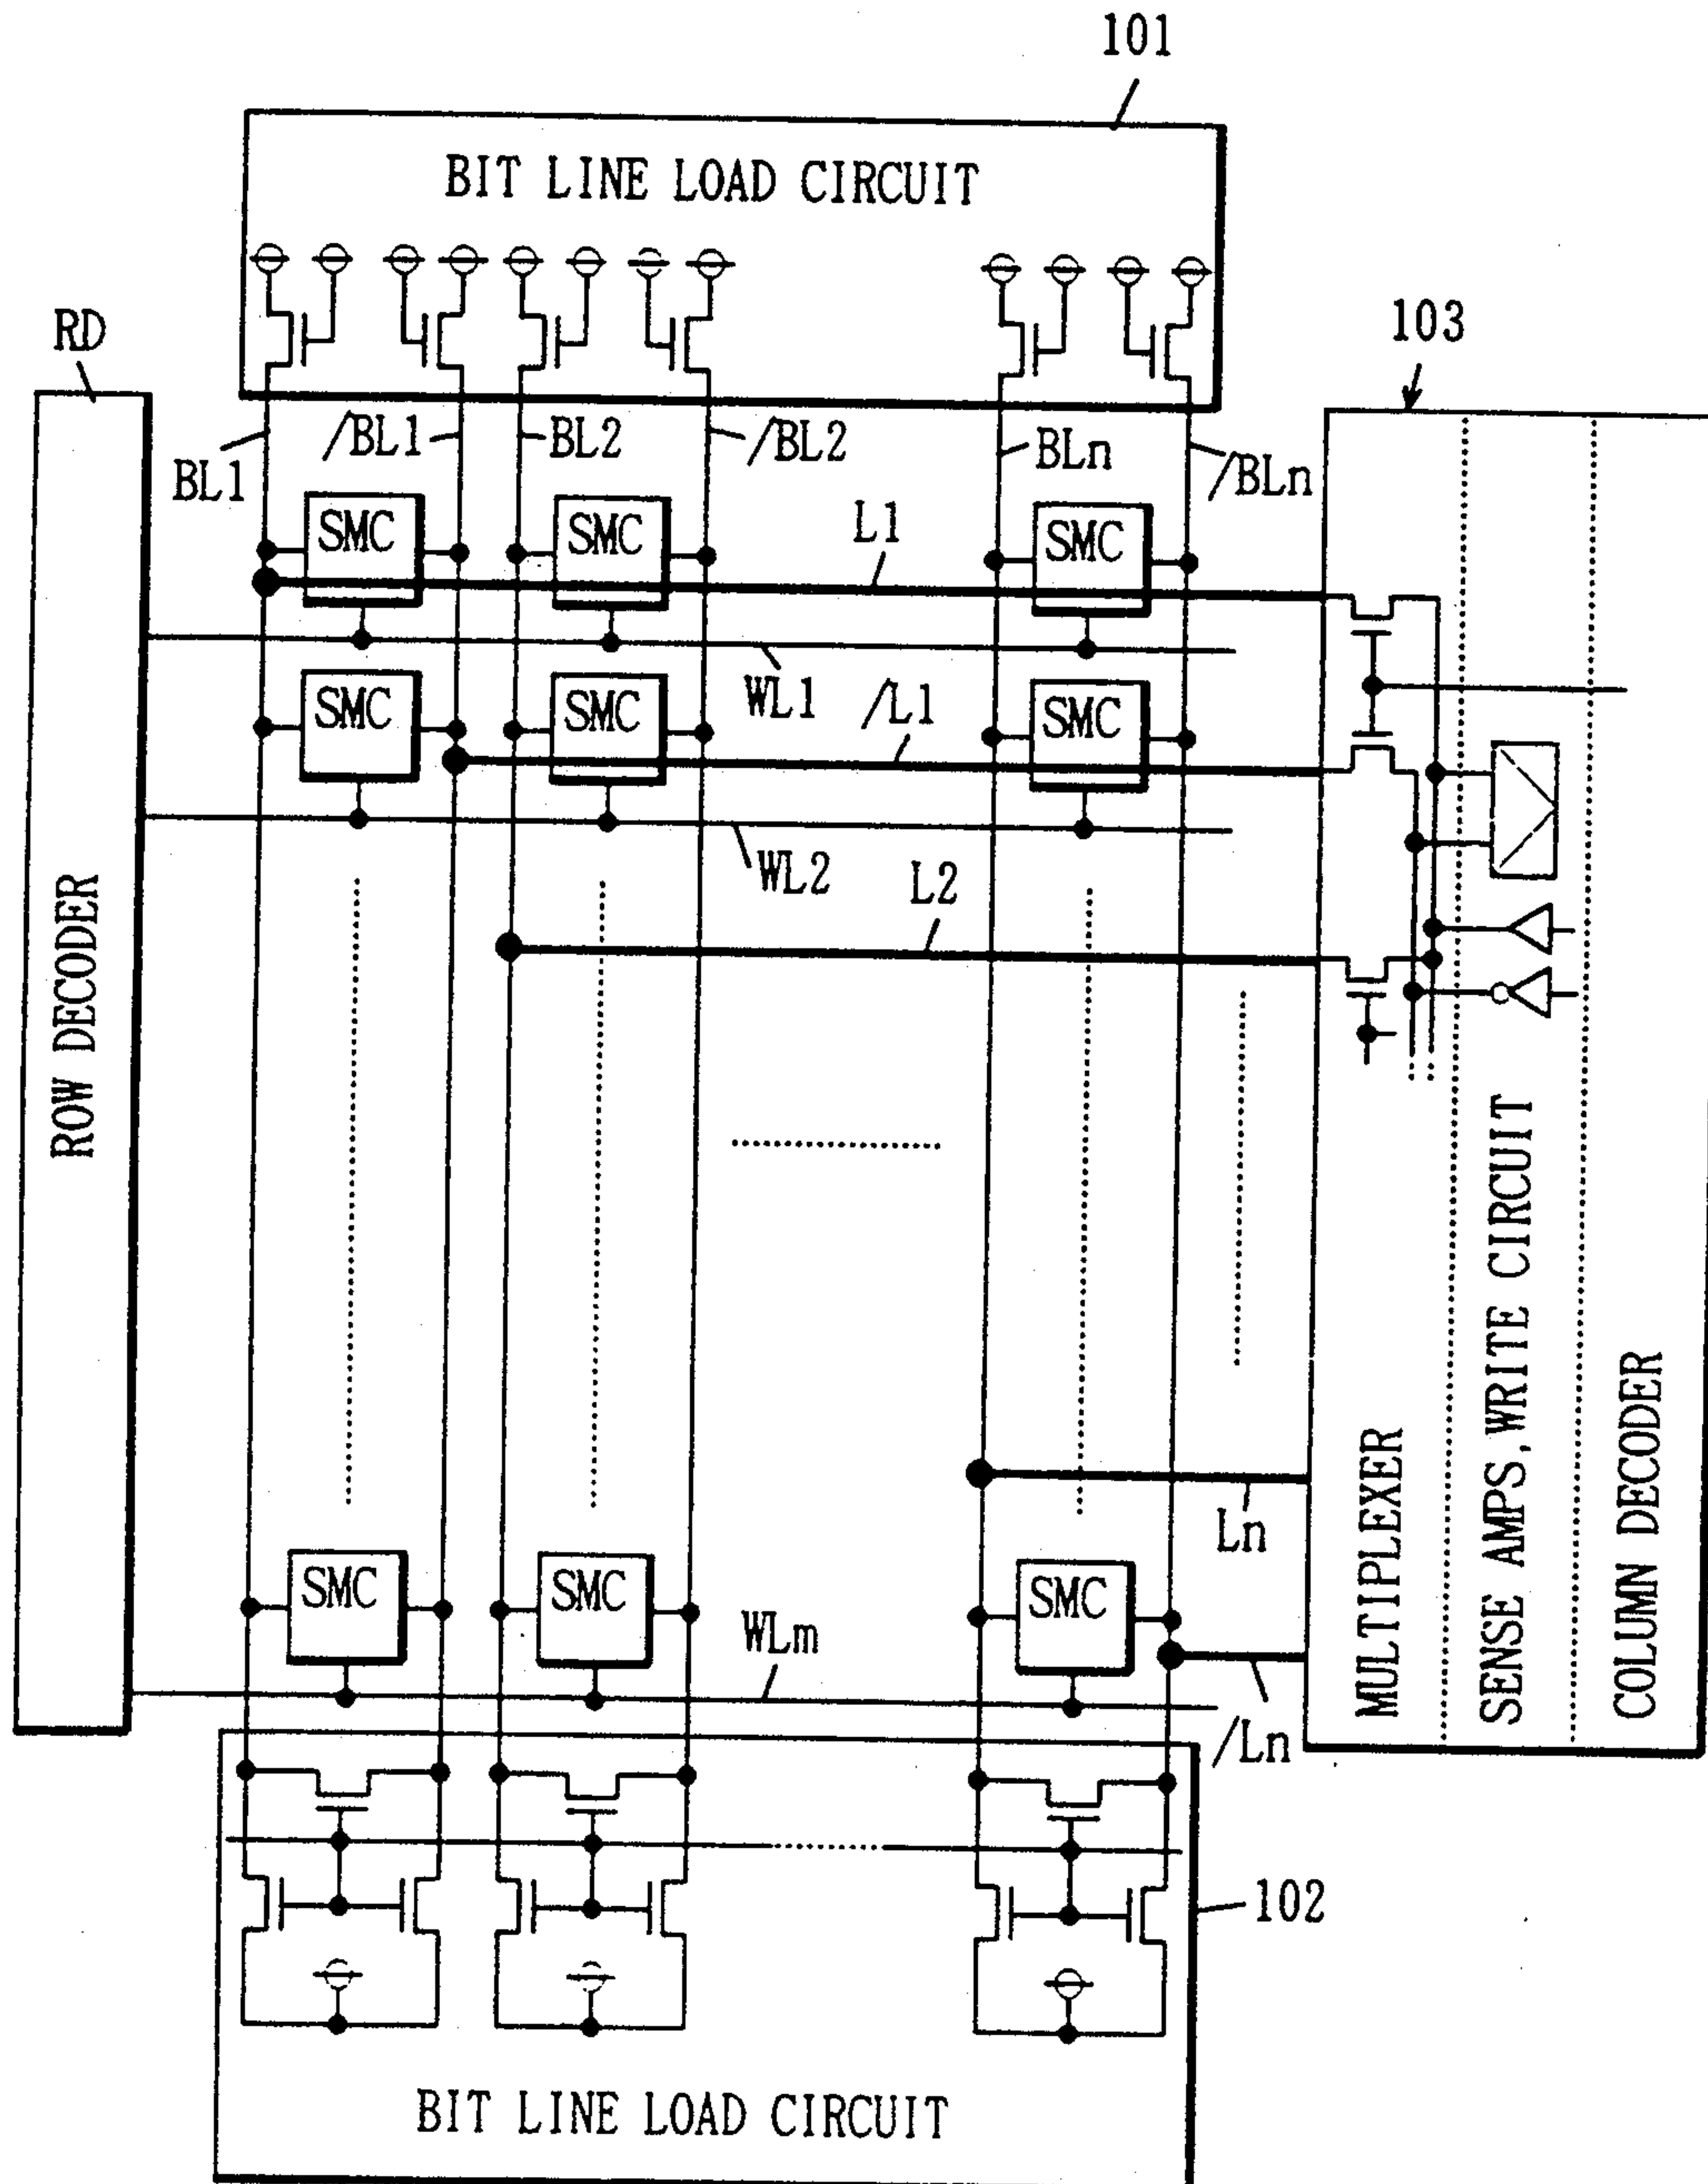 101
BIT LINE LOAD CIRCUIT
RD
103
BL1
/BL1
BL2
/BL2
BLn
/BLn
SMC
SMC
SMC
L1
WL1
SMC
SMC
SMC
/L1
WL2
L2
ROW DECODER
MULTIPLEXER
SENSE AMPS, WRITE CIRCUIT
COLUMN DECODER
Ln
SMC
SMC
SMC
WLm
/Ln
102
BIT LINE LOAD CIRCUIT